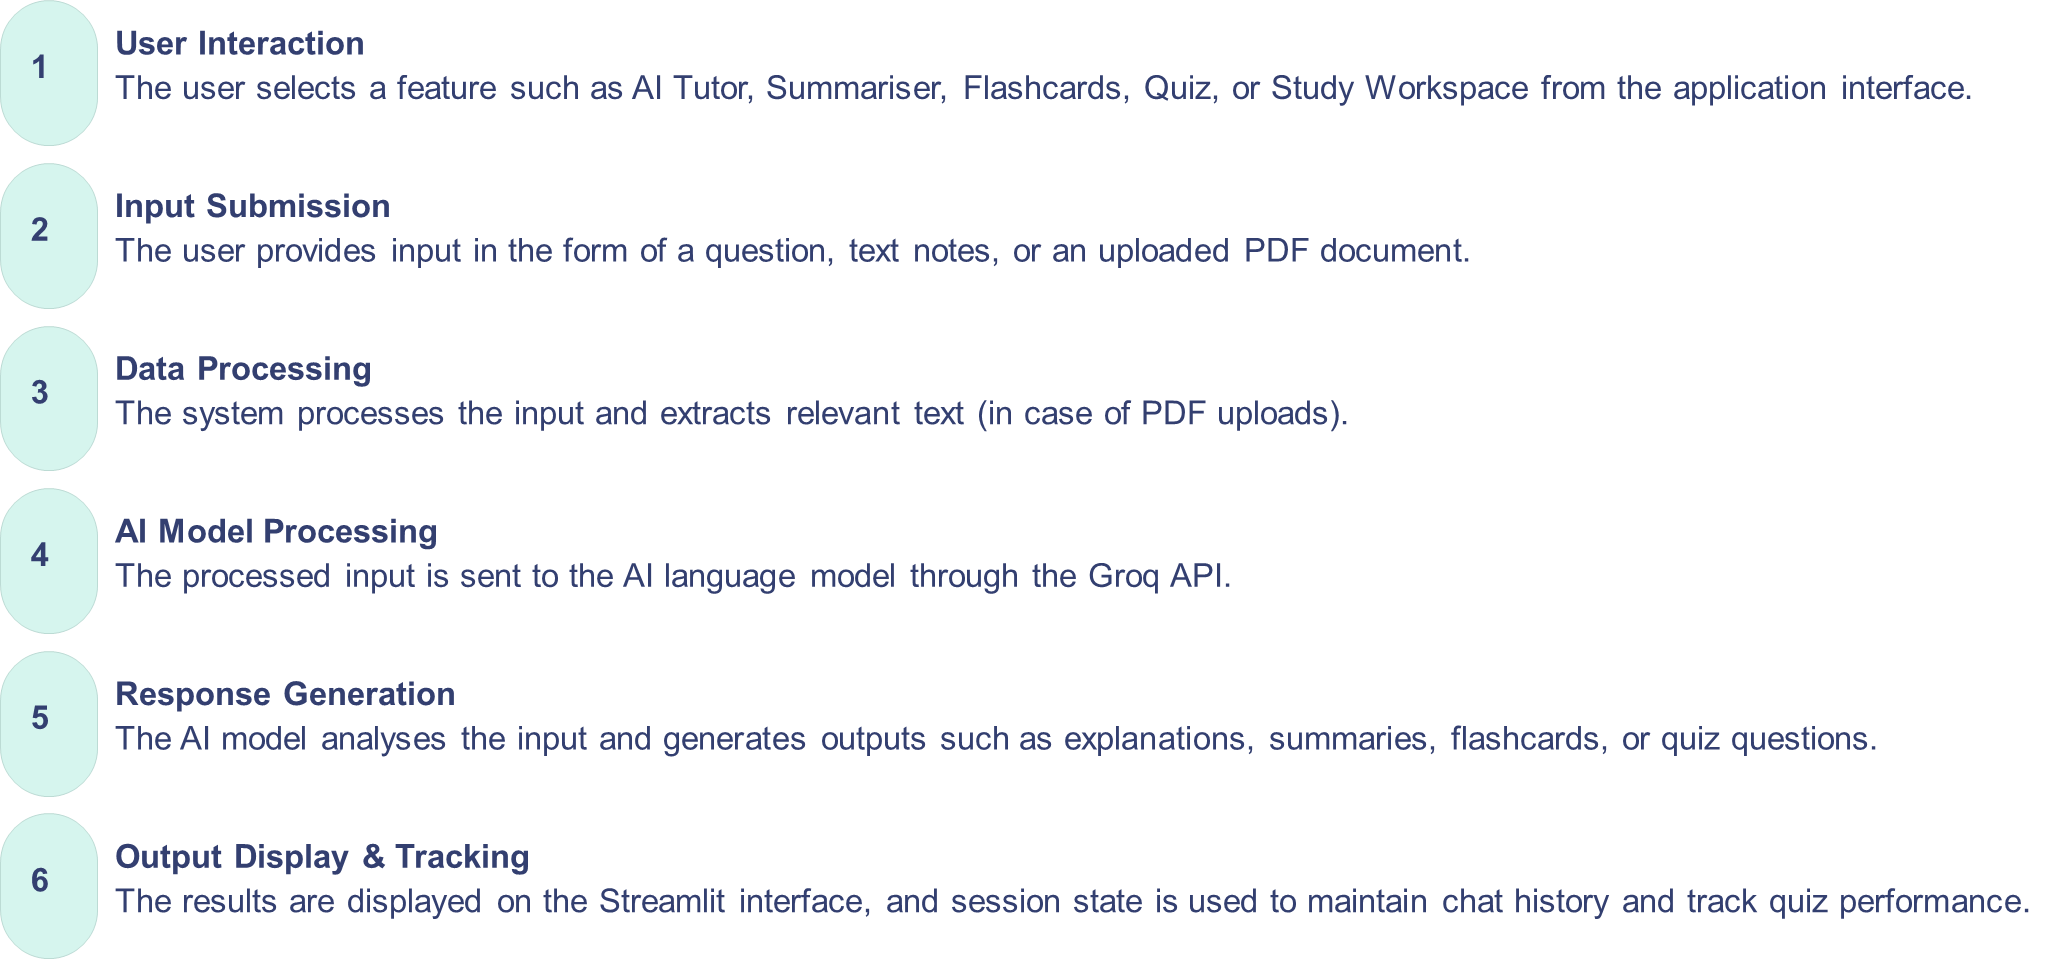 1
User Interaction
The user selects a feature such as AI Tutor, Summariser, Flashcards, Quiz, or Study Workspace from the application interface.
2
Input Submission
The user provides input in the form of a question, text notes, or an uploaded PDF document.
3
Data Processing
The system processes the input and extracts relevant text (in case of PDF uploads).
4
AI Model Processing
The processed input is sent to the AI language model through the Groq API.
5
Response Generation
The AI model analyses the input and generates outputs such as explanations, summaries, flashcards, or quiz questions.
6
Output Display & Tracking
The results are displayed on the Streamlit interface, and session state is used to maintain chat history and track quiz performance.